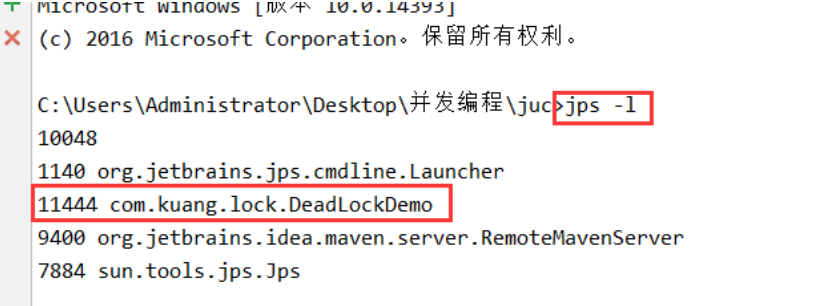 Microsoft Windows [版本 10.0.14393]
(c) 2016 Microsoft Corporation。保留所有权利。
C:\Users\Administrator\Desktop\并发编程\juc>jps -l
10048
1140 org.jetbrains.jps.cmdline.Launcher
11444 com.kuang.lock.DeadLockDemo
9400 org.jetbrains.idea.maven.server.RemoteMavenServer
7884 sun.tools.jps.Jps